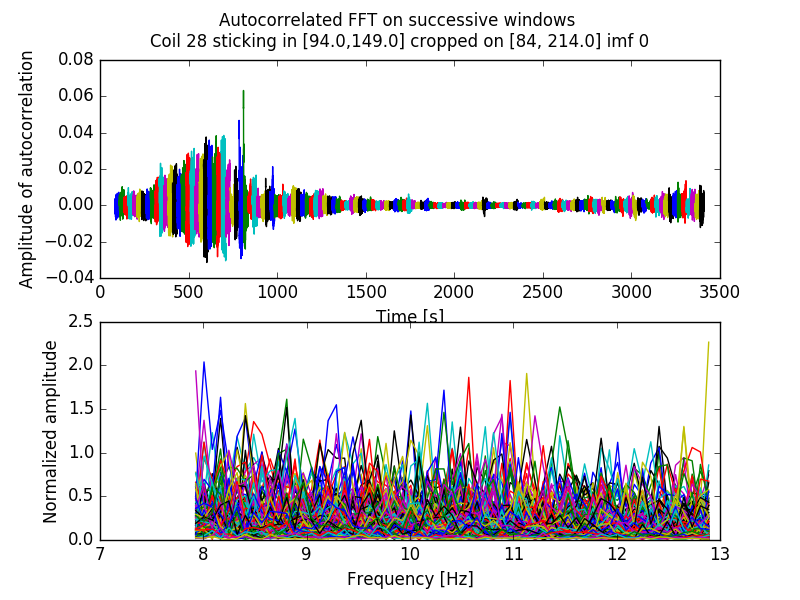 Autocorrelated FFT on successive windows
Coil 28 sticking in [94.0,149.0] cropped on [84, 214.0] imf 0
Amplitude of autocorrelation
0.08
0.06
0.04
0.02
0.00
−0.02
−0.04
0 500 1000 1500 2000 2500 3000 3500
Time [s]
Normalized amplitude
2.5
2.0
1.5
1.0
0.5
0.0
7 8 9 10 11 12 13
Frequency [Hz]